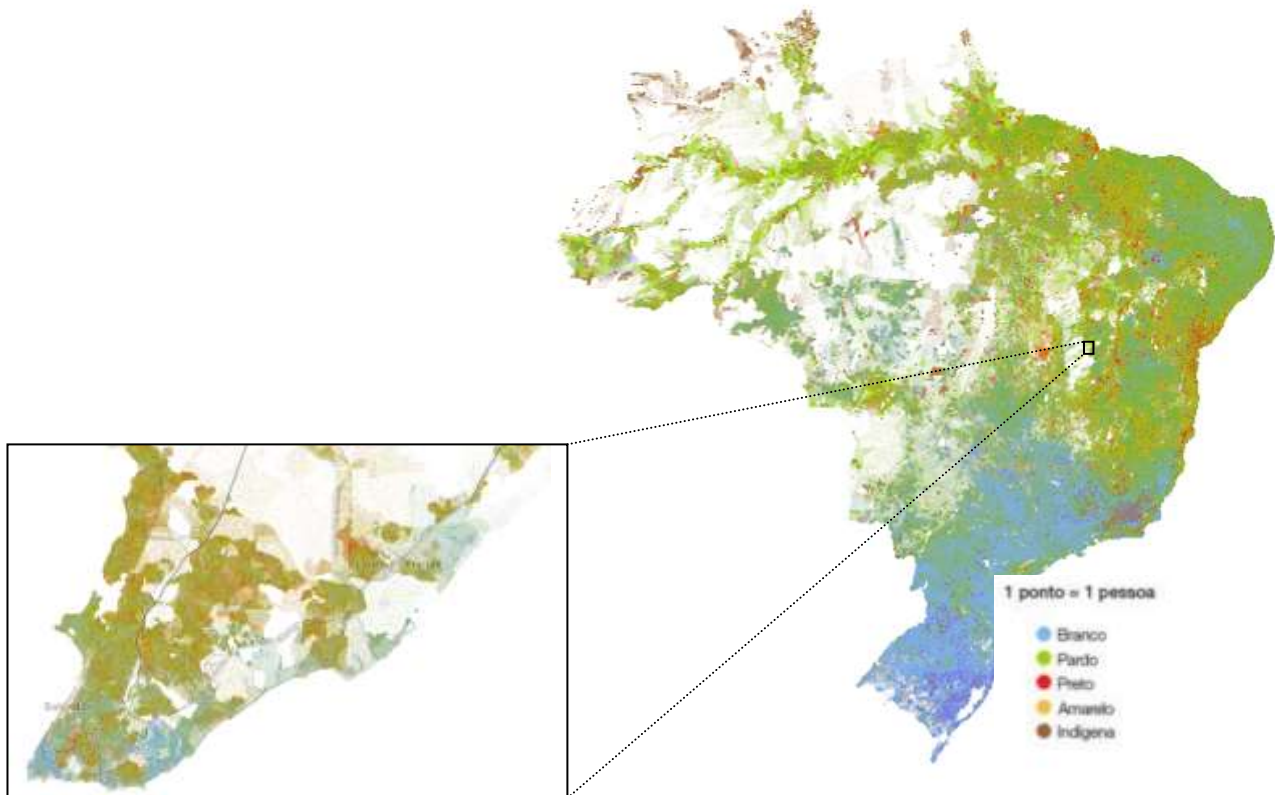 1 ponto = 1 pessoa
Branco
Pardo
Preto
Amarelo
Indígena